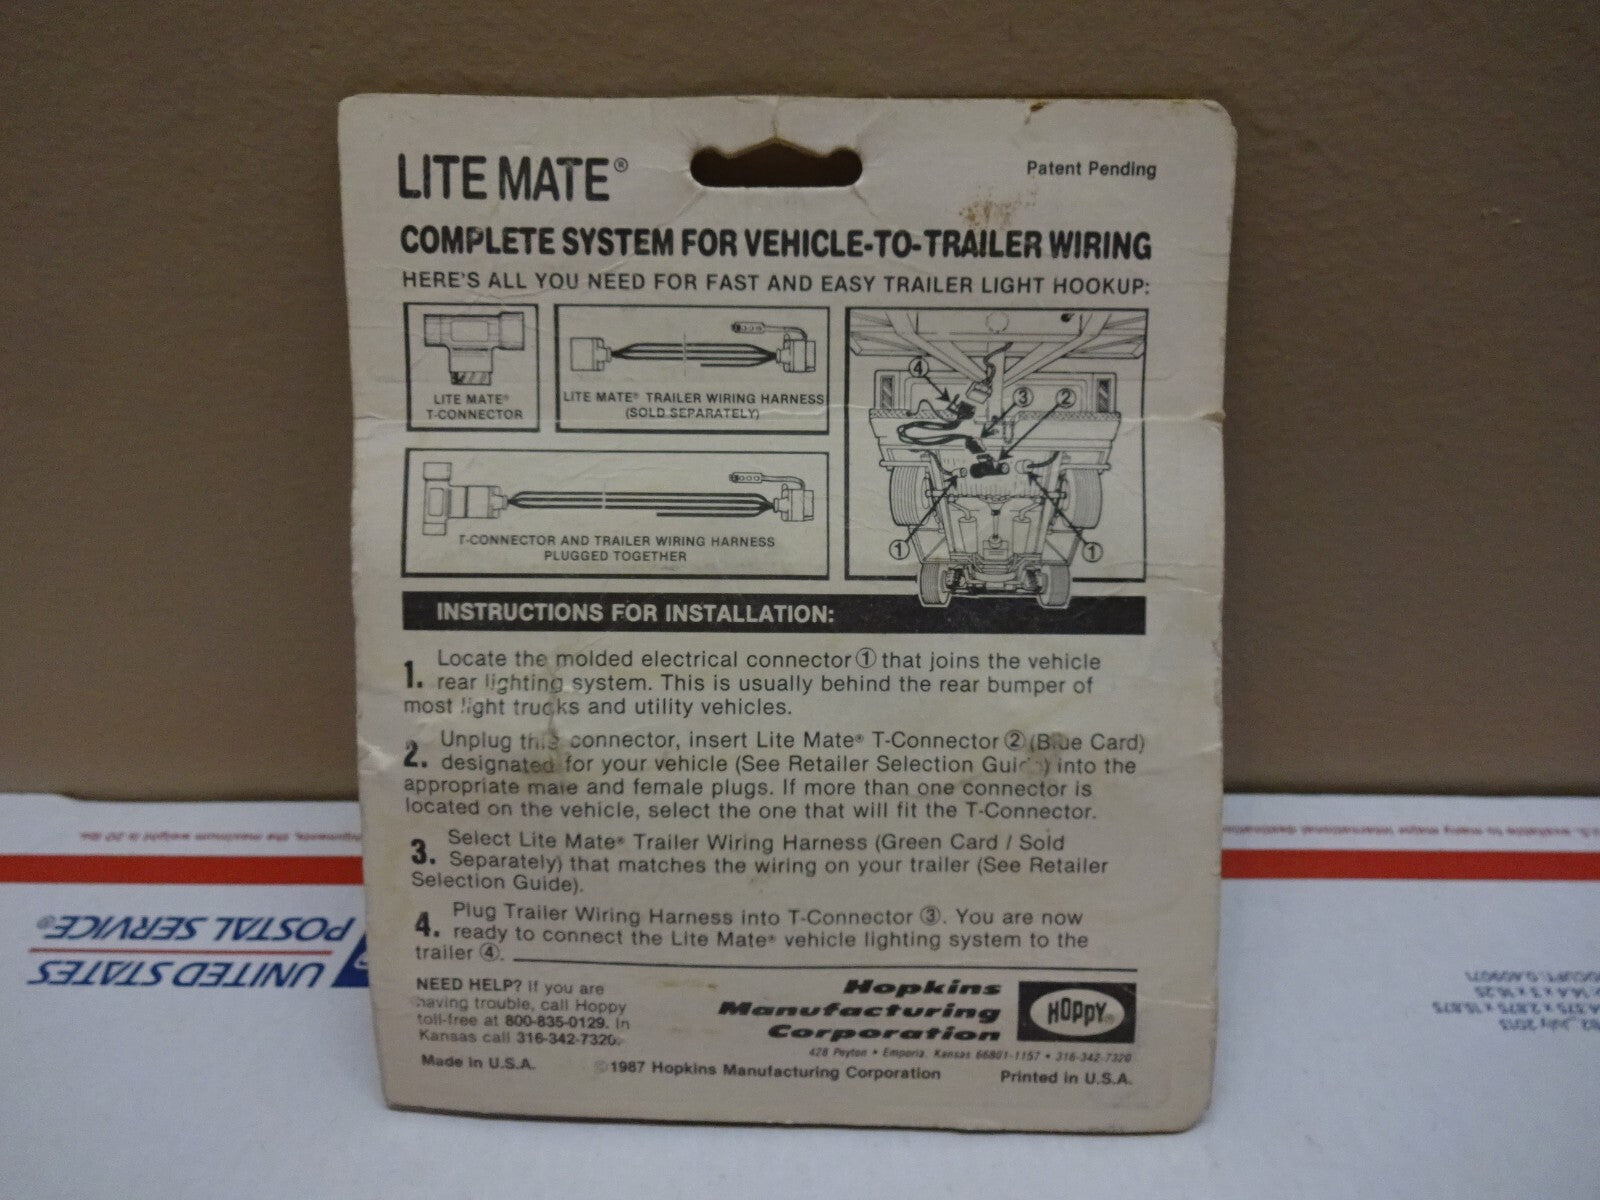 LITE MATE®
Patent Pending
COMPLETE SYSTEM FOR VEHICLE-TO-TRAILER WIRING
HERE'S ALL YOU NEED FOR FAST AND EASY TRAILER LIGHT HOOKUP:
LITE MATE®
T-CONNECTOR
LITE MATE® TRAILER WIRING HARNESS
(SOLD SEPARATELY)
T-CONNECTOR AND TRAILER WIRING HARNESS
PLUGGED TOGETHER
④
③
②
①
①
INSTRUCTIONS FOR INSTALLATION:
1. Locate the molded electrical connector ① that joins the vehicle
rear lighting system. This is usually behind the rear bumper of
most light trucks and utility vehicles.
2. Unplug this connector, insert Lite Mate® T-Connector ② (Blue Card)
designated for your vehicle (See Retailer Selection Guide) into the
appropriate male and female plugs. If more than one connector is
located on the vehicle, select the one that will fit the T-Connector.
3. Select Lite Mate® Trailer Wiring Harness (Green Card / Sold
Separately) that matches the wiring on your trailer (See Retailer
Selection Guide).
4. Plug Trailer Wiring Harness into T-Connector ③. You are now
ready to connect the Lite Mate® vehicle lighting system to the
trailer ④.
NEED HELP? If you are
having trouble, call Hoppy
toll-free at 800-835-0129. In
Kansas call 316-342-7320.
Made in U.S.A.
Hopkins
Manufacturing
Corporation
HOPPY®
428 Peyton • Emporia, Kansas 66801-1157 • 316-342-7320
©1987 Hopkins Manufacturing Corporation
Printed in U.S.A.
UNITED STATES
POSTAL SERVICE®